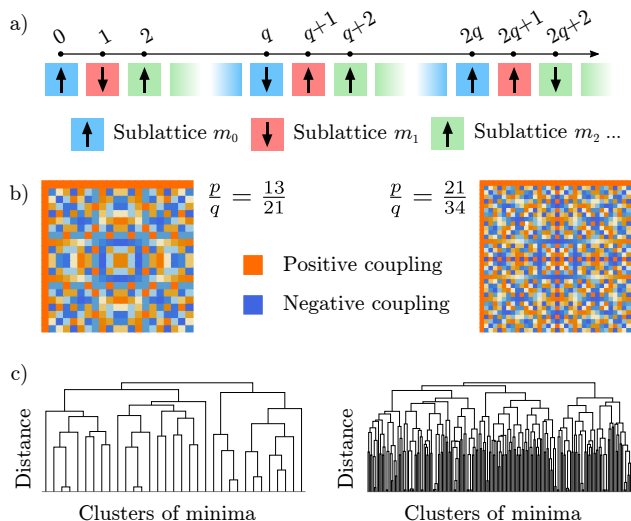 a)
0 1 2 q q+1 q+2 2q 2q+1 2q+2
Sublattice m₀ Sublattice m₁ Sublattice m₂ ...
b)
p/q = 13/21 p/q = 21/34
Positive coupling
Negative coupling
c)
Distance Distance
Clusters of minima Clusters of minima